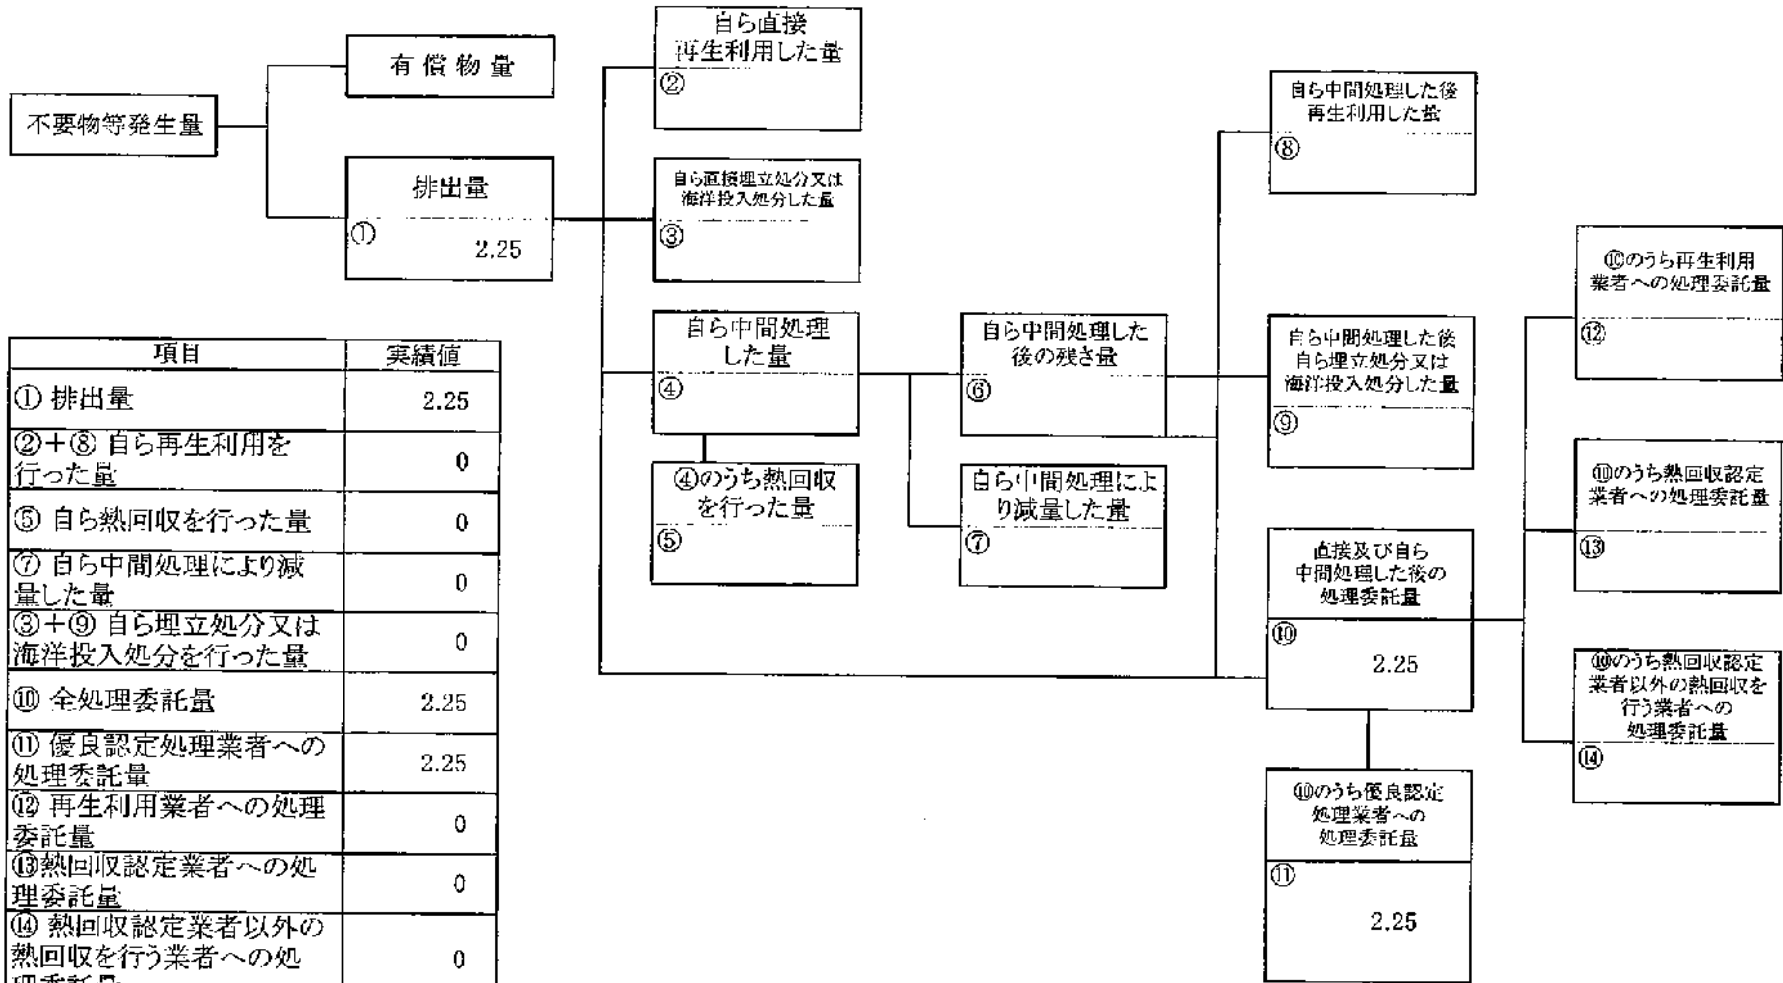 不要物等発生量
有償物量
排出量
①
2.25
自ら直接
再生利用した量
②
自ら直接埋立処分又は
海洋投入処分した量
③
自ら中間処理
した量
④
④のうち熱回収
を行った量
⑤
自ら中間処理した
後の残さ量
⑥
自ら中間処理によ
り減量した量
⑦
自ら中間処理した後
再生利用した量
⑧
自ら中間処理した後
自ら埋立処分又は
海洋投入処分した量
⑨
直接及び自ら
中間処理した後の
処理委託量
⑩
2.25
⑩のうち優良認定
処理業者への
処理委託量
⑪
2.25
⑩のうち再生利用
業者への処理委託量
⑫
⑩のうち熱回収認定
業者への処理委託量
⑬
⑩のうち熱回収認定
業者以外の熱回収を
行う業者への
処理委託量
⑭
項目 実績値
① 排出量 2.25
②+⑧ 自ら再生利用を
行った量 0
⑤ 自ら熱回収を行った量 0
⑦ 自ら中間処理により減
量した量 0
③+⑨ 自ら埋立処分又は
海洋投入処分を行った量 0
⑩ 全処理委託量 2.25
⑪ 優良認定処理業者への
処理委託量 2.25
⑫ 再生利用業者への処理
委託量 0
⑬熱回収認定業者への処
理委託量 0
⑭ 熱回収認定業者以外の
熱回収を行う業者への処 0
理委託量